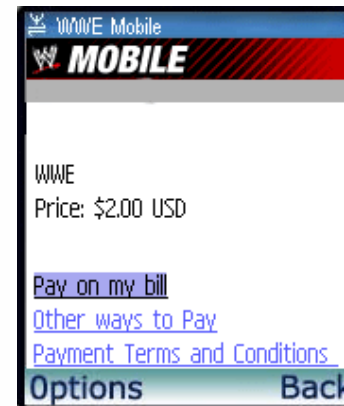 WWE Mobile
W MOBILE
WWE
Price: $2.00 USD
Pay on my bill
Other ways to Pay
Payment Terms and Conditions
Options Back